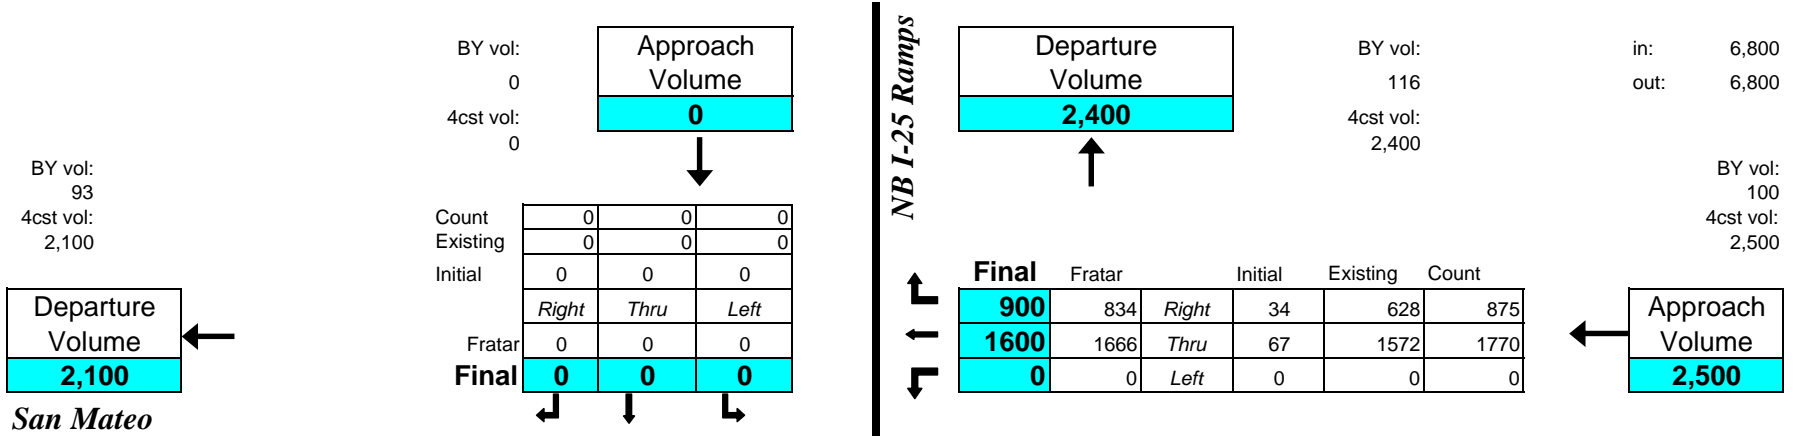 BY vol:
0
4cst vol:
0
Approach
Volume
0
NB I-25 Ramps
Departure
Volume
2,400
BY vol:
116
4cst vol:
2,400
in: 6,800
out: 6,800
BY vol:
93
4cst vol:
2,100
BY vol:
100
4cst vol:
2,500
Count 0 0 0
Existing 0 0 0
Initial 0 0 0
Right Thru Left
Fratar 0 0 0
Final 0 0 0
Final Fratar Initial Existing Count
900 834 Right 34 628 875
1600 1666 Thru 67 1572 1770
0 0 Left 0 0 0
Departure
Volume
2,100
Approach
Volume
2,500
San Mateo